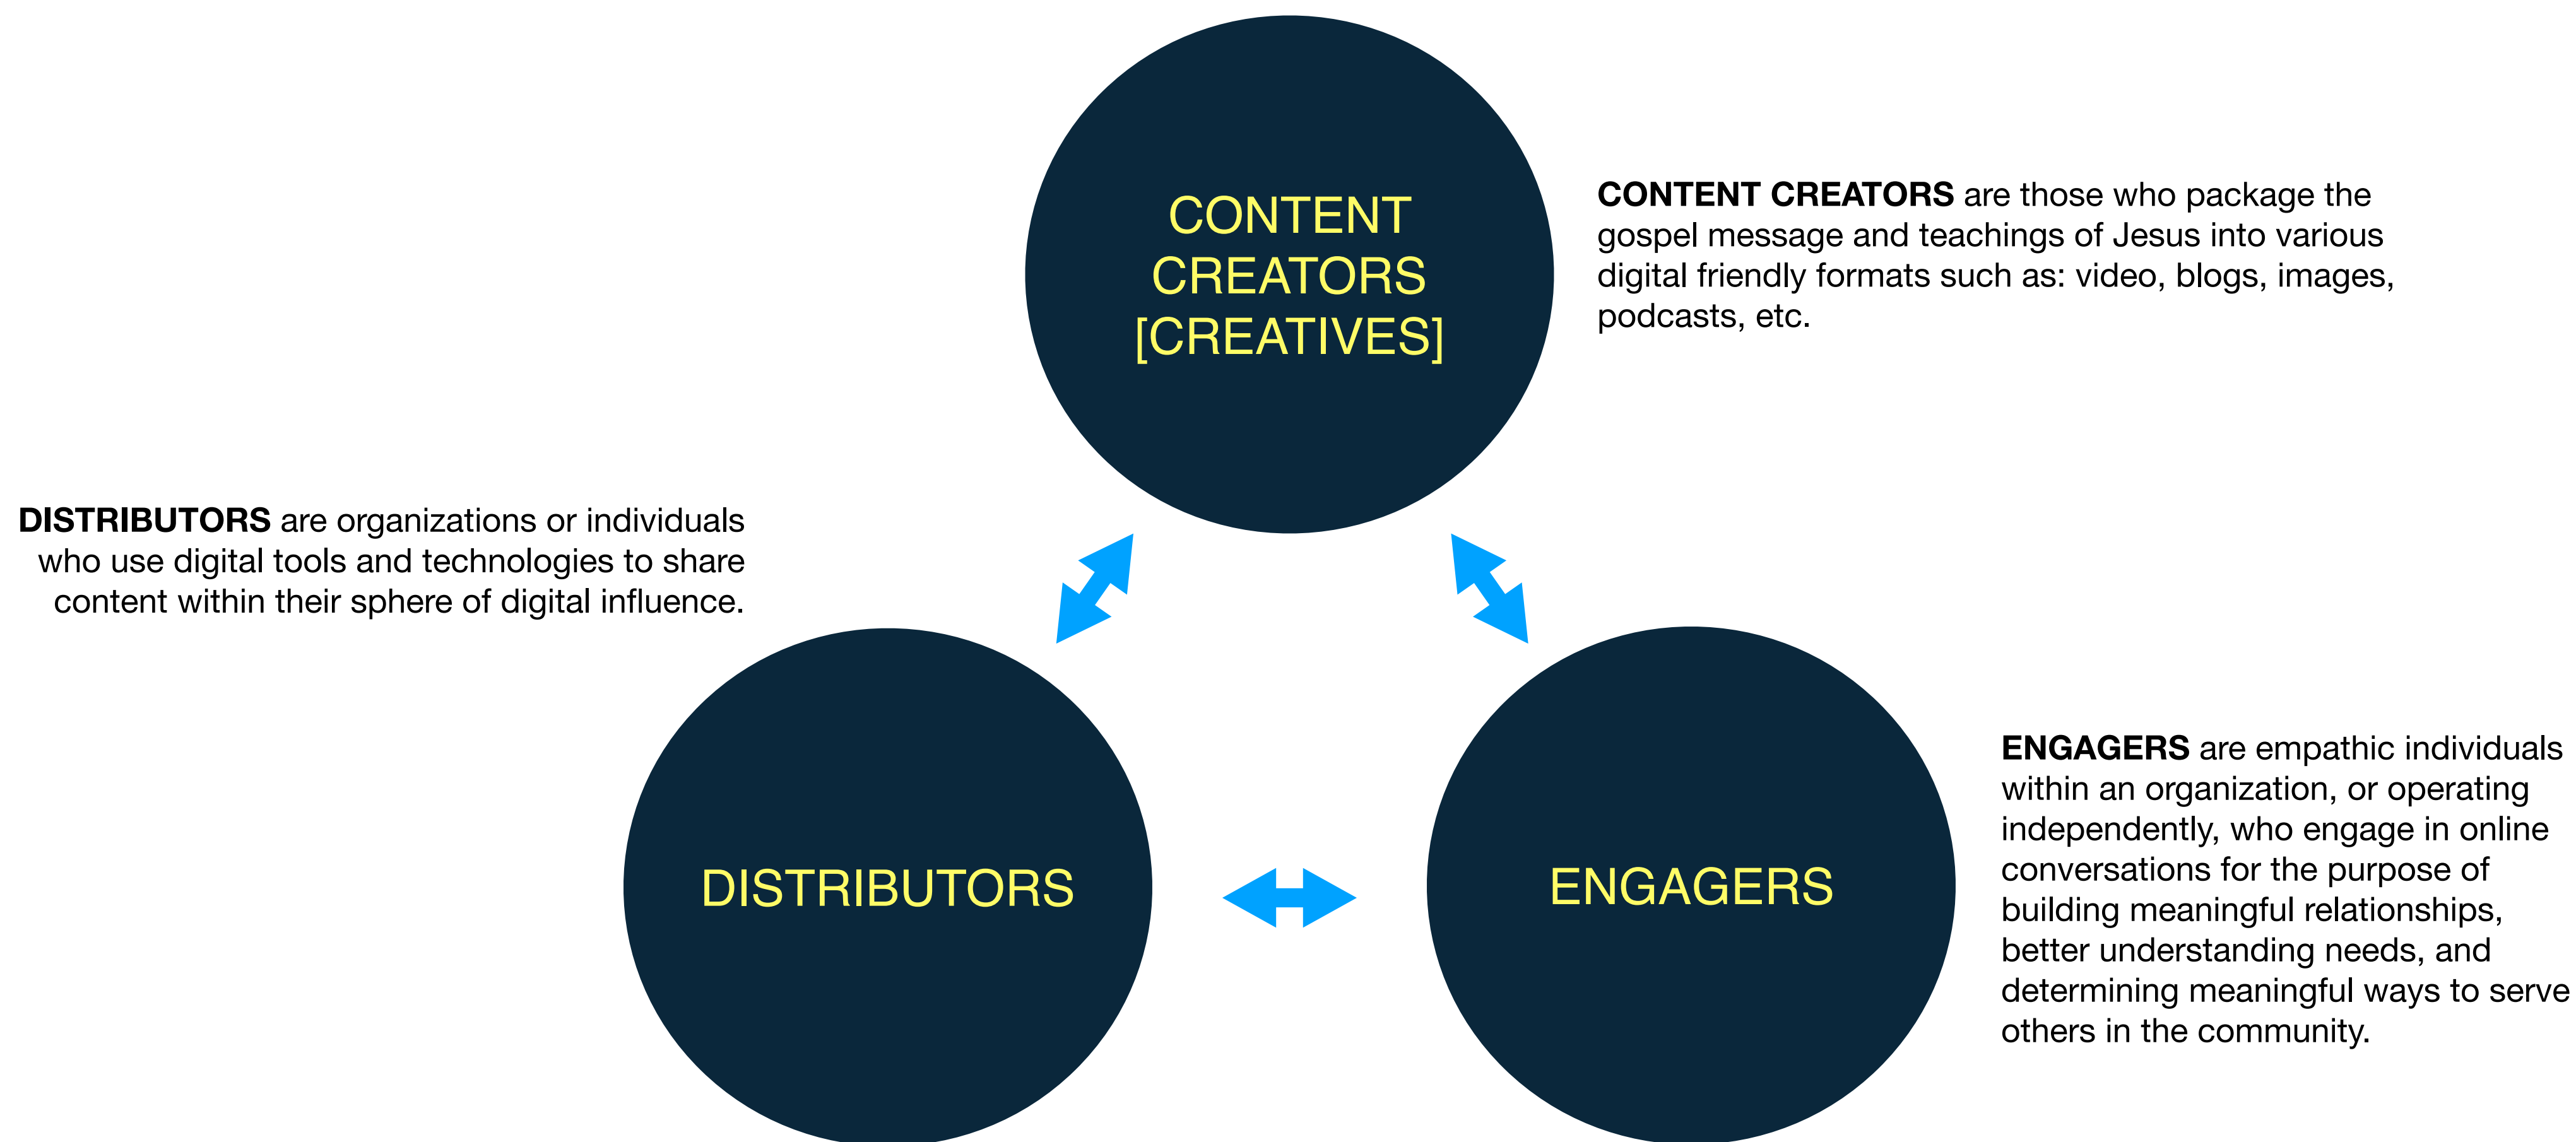 CONTENT
CREATORS
[CREATIVES]
CONTENT CREATORS are those who package the
gospel message and teachings of Jesus into various
digital friendly formats such as: video, blogs, images,
podcasts, etc.
DISTRIBUTORS are organizations or individuals
who use digital tools and technologies to share
content within their sphere of digital influence.
DISTRIBUTORS
ENGAGERS
ENGAGERS are empathic individuals
within an organization, or operating
independently, who engage in online
conversations for the purpose of
building meaningful relationships,
better understanding needs, and
determining meaningful ways to serve
others in the community.